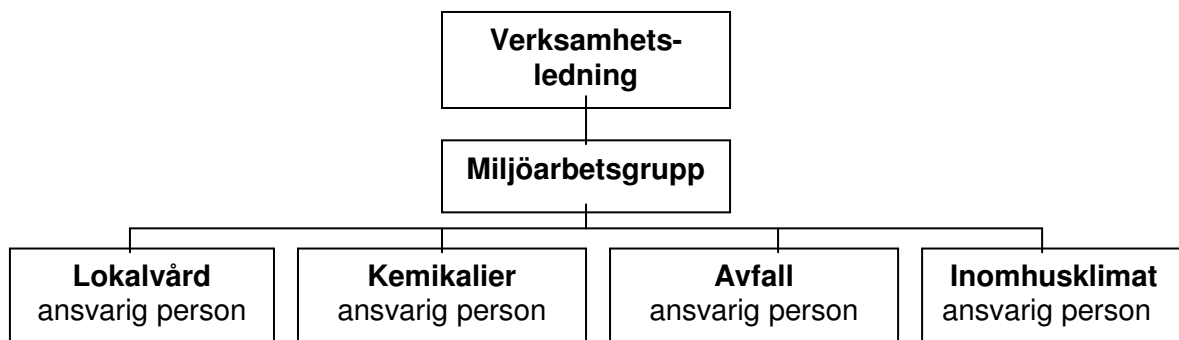 Verksamhets-
ledning
Miljöarbetsgrupp
Lokalvård
ansvarig person
Kemikalier
ansvarig person
Avfall
ansvarig person
Inomhusklimat
ansvarig person